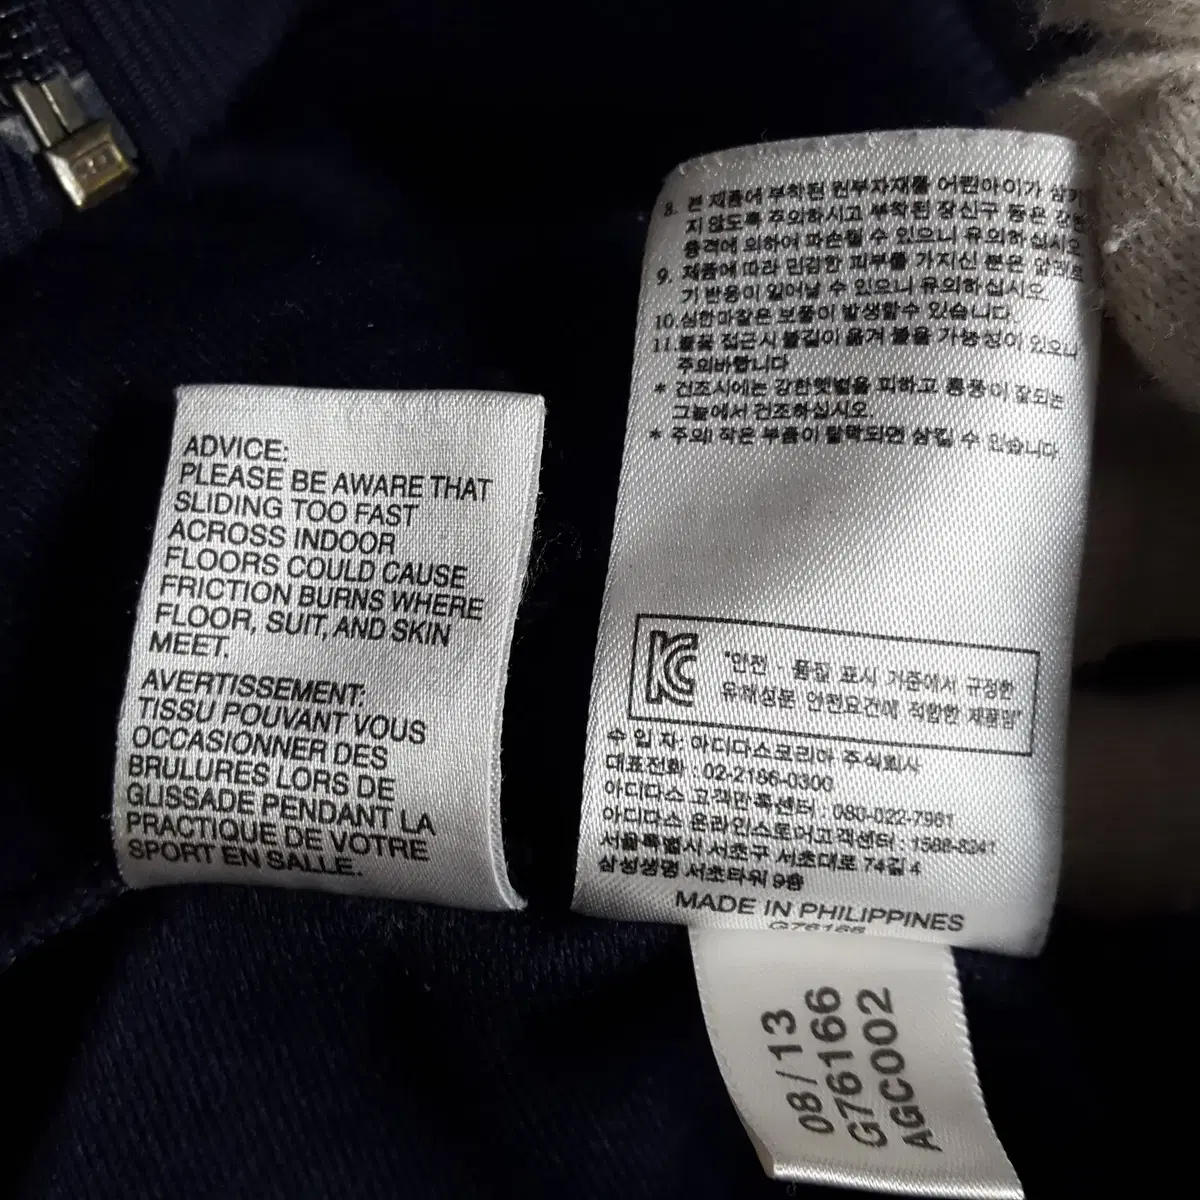 ADVICE:
PLEASE BE AWARE THAT
SLIDING TOO FAST
ACROSS INDOOR
FLOORS COULD CAUSE
FRICTION BURNS WHERE
FLOOR, SUIT, AND SKIN
MEET.
AVERTISSEMENT:
TISSU POUVANT VOUS
OCCASIONNER DES
BRULURES LORS DE
GLISSADE PENDANT LA
PRACTIQUE DE VOTRE
SPORT EN SALLE.
8. 본 제품에 부착된 원부자재를 어린아이가 삼키
지 않도록 주의하시고 부착된 장신구 등은 강한
충격에 의하여 파손될 수 있으니 유의하십시오
9. 제품에 따라 민감한 피부를 가지신 분은 알레르
기 반응이 일어날 수 있으니 유의하십시오.
10.심한마찰은 보풀이 발생할수 있습니다
11.불꽃 접근시 불길이 옮겨 붙을 가능성이 있으니
주의바랍니다
* 건조시에는 강한햇볕을 피하고 통풍이 잘되는
그늘에서 건조하십시오.
* 주의! 작은 부품이 탈락되면 삼킬 수 있습니다
KC
"안전 · 품질 표시 기준에서 규정한
유해성분 안전요건에 적합한 제품임"
수 입 자: 아디다스코리아 주식회사
대표전화 : 02-2186-0300
아디다스 고객만족센터 : 080-022-7981
아디다스 온라인스토어고객센터 : 1588-8241
서울특별시 서초구 서초대로 74길 4
삼성생명 서초타워 9층
MADE IN PHILIPPINES
G76166
08/13
G76166
AGC002